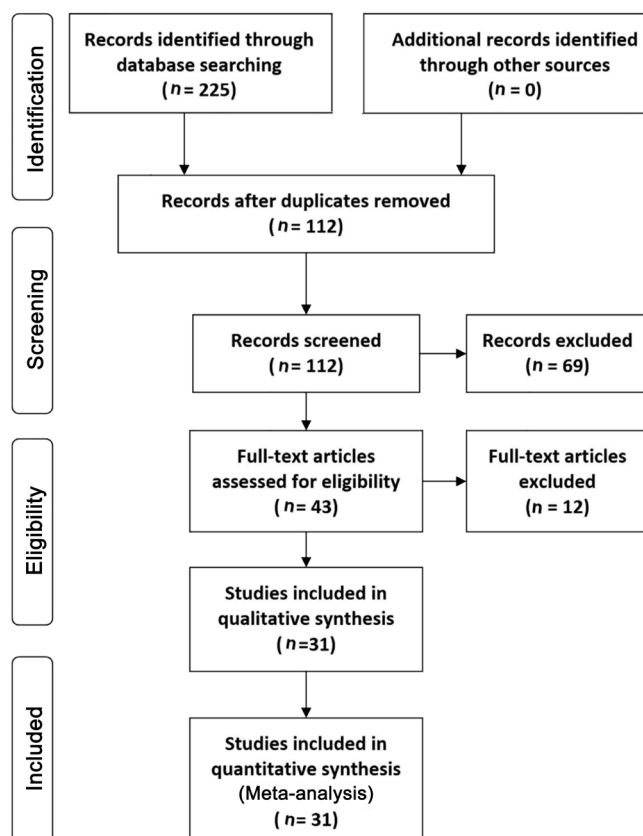 Identification
Records identified through
database searching
(n = 225)
Additional records identified
through other sources
(n = 0)
Records after duplicates removed
(n = 112)
Screening
Records screened
(n = 112)
Records excluded
(n = 69)
Eligibility
Full-text articles
assessed for eligibility
(n = 43)
Full-text articles
excluded
(n = 12)
Studies included in
qualitative synthesis
(n =31)
Included
Studies included in
quantitative synthesis
(Meta-analysis)
(n = 31)